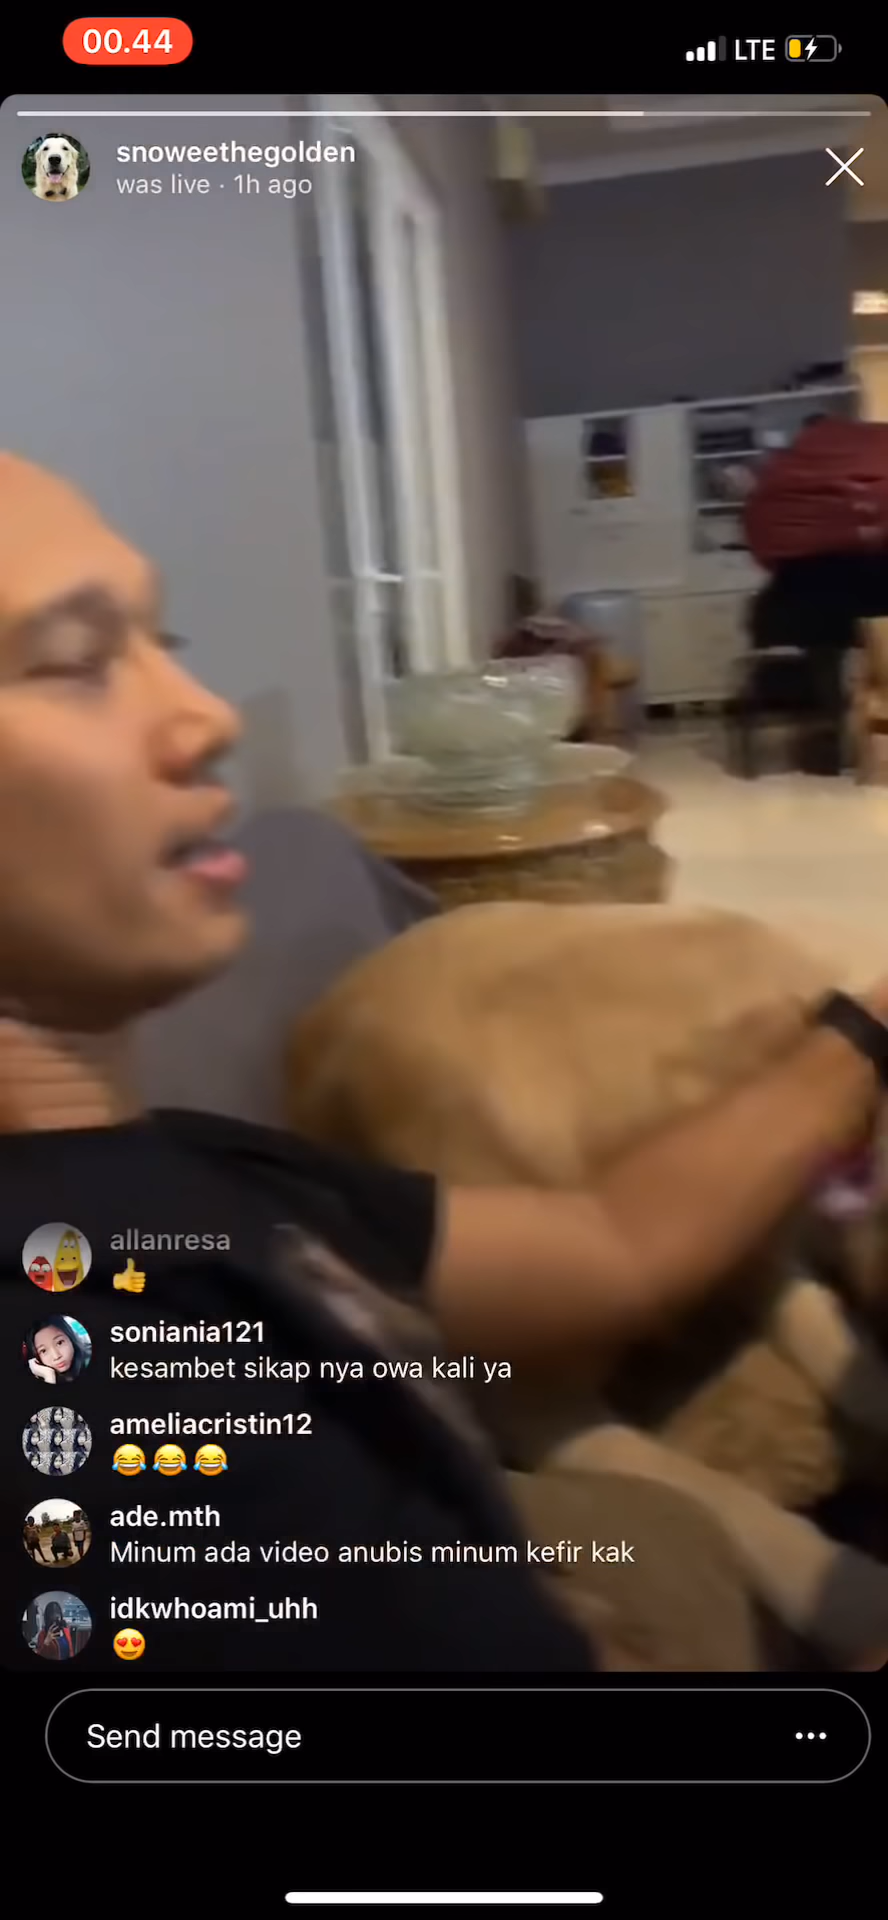 00.44
LTE
snoweethegolden
was live · 1h ago
allanresa
👍
soniania121
kesambet sikap nya owa kali ya
ameliacristin12
😂😂😂
ade.mth
Minum ada video anubis minum kefir kak
idkwhoami_uhh
😍
Send message